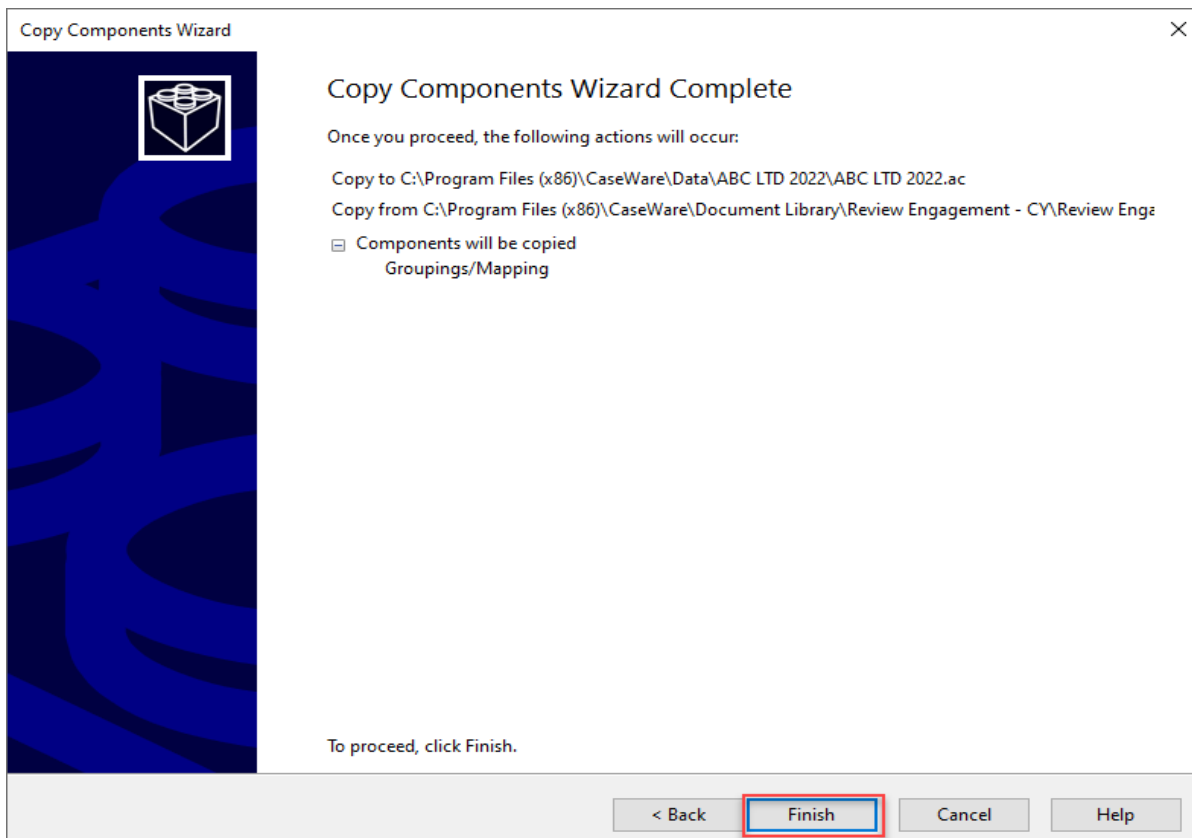 Copy Components Wizard
Copy Components Wizard Complete
Once you proceed, the following actions will occur:
Copy to C:\Program Files (x86)\CaseWare\Data\ABC LTD 2022\ABC LTD 2022.ac
Copy from C:\Program Files (x86)\CaseWare\Document Library\Review Engagement - CY\Review Enga
Components will be copied
Groupings/Mapping
To proceed, click Finish.
< Back Finish Cancel Help